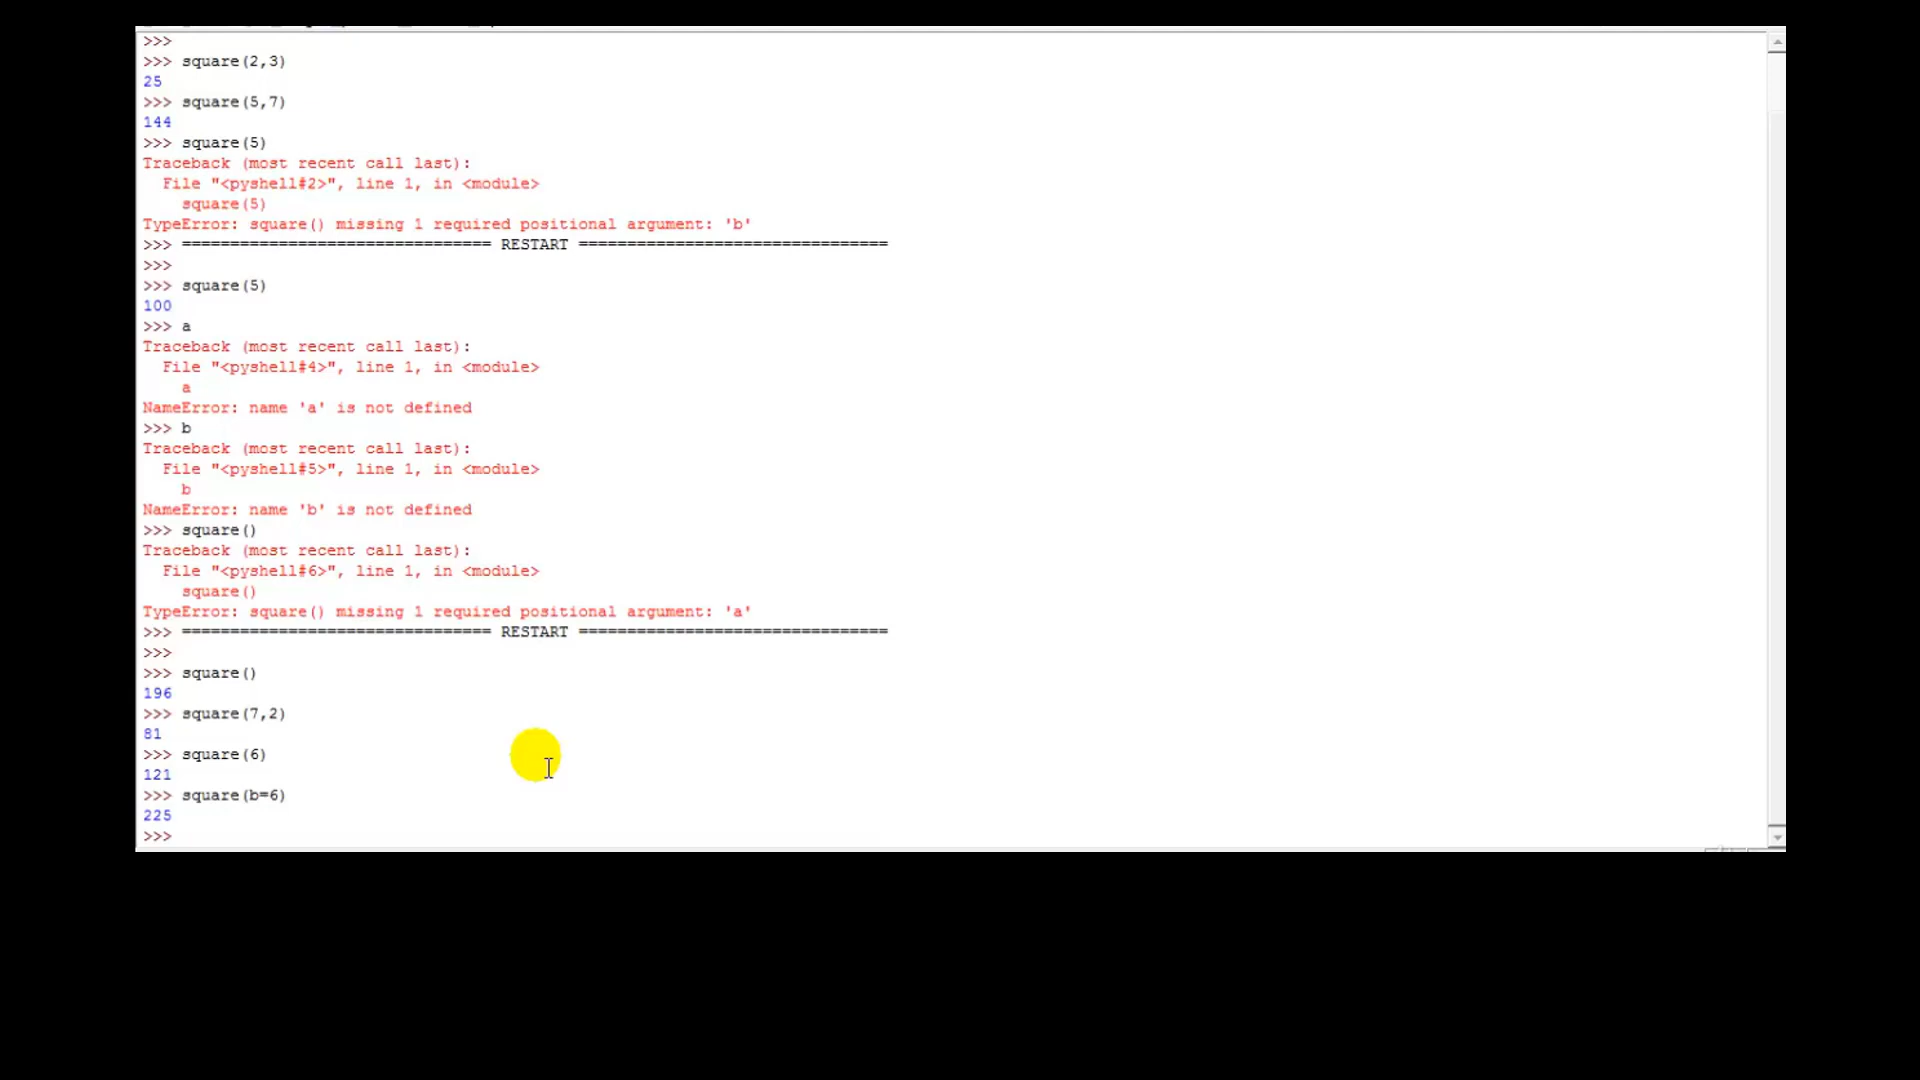 >>>
>>> square(2,3)
25
>>> square(5,7)
144
>>> square(5)
Traceback (most recent call last):
  File "<pyshell#2>", line 1, in <module>
    square(5)
TypeError: square() missing 1 required positional argument: 'b'
>>> ================================ RESTART ================================
>>>
>>> square(5)
100
>>> a
Traceback (most recent call last):
  File "<pyshell#4>", line 1, in <module>
    a
NameError: name 'a' is not defined
>>> b
Traceback (most recent call last):
  File "<pyshell#5>", line 1, in <module>
    b
NameError: name 'b' is not defined
>>> square()
Traceback (most recent call last):
  File "<pyshell#6>", line 1, in <module>
    square()
TypeError: square() missing 1 required positional argument: 'a'
>>> ================================ RESTART ================================
>>>
>>> square()
196
>>> square(7,2)
81
>>> square(6)
121
>>> square(b=6)
225
>>>